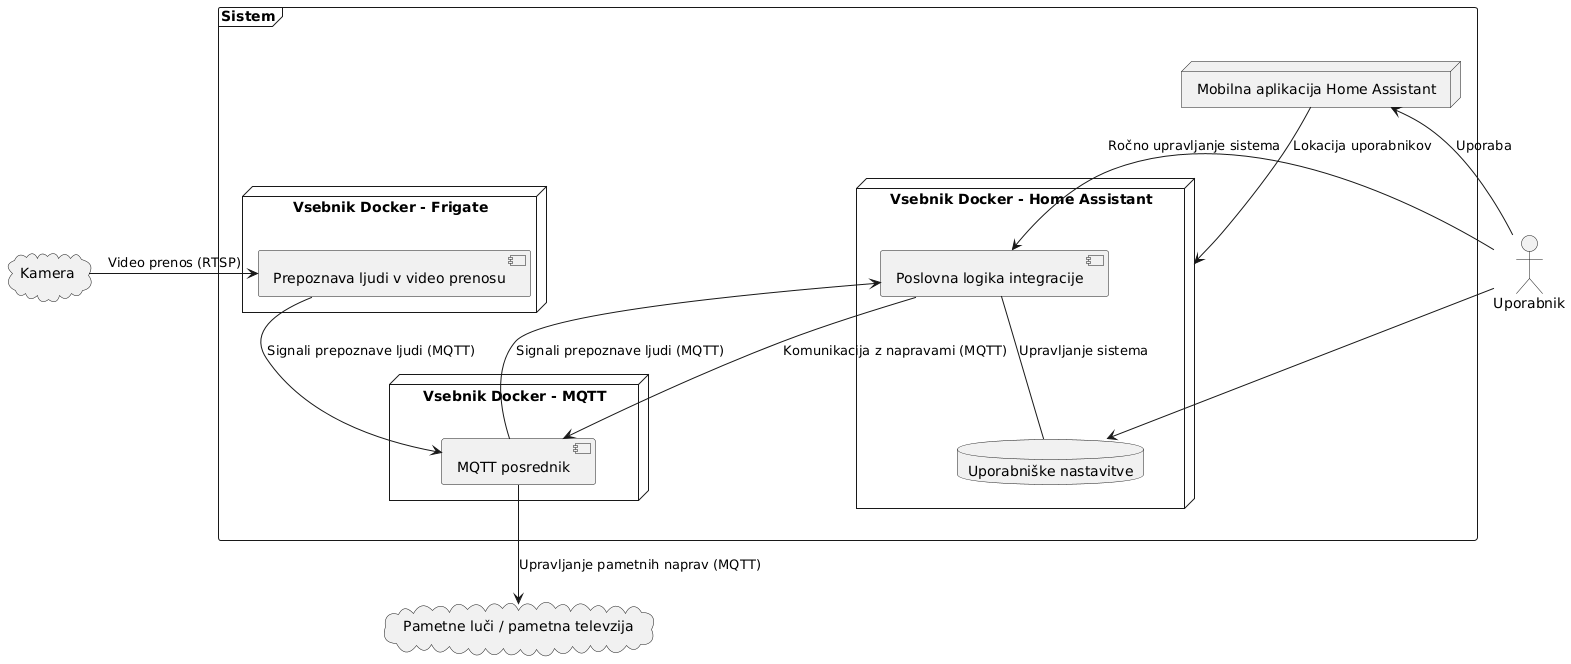 Sistem
Mobilna aplikacija Home Assistant
Ročno upravljanje sistema
Lokacija uporabnikov
Uporaba
Vsebnik Docker - Frigate
Vsebnik Docker - Home Assistant
Kamera
Video prenos (RTSP)
Prepoznava ljudi v video prenosu
Poslovna logika integracije
Uporabnik
Signali prepoznave ljudi (MQTT)
Signali prepoznave ljudi (MQTT)
Komunikacija z napravami (MQTT)
Upravljanje sistema
Vsebnik Docker - MQTT
MQTT posrednik
Uporabniške nastavitve
Upravljanje pametnih naprav (MQTT)
Pametne luči / pametna televzija